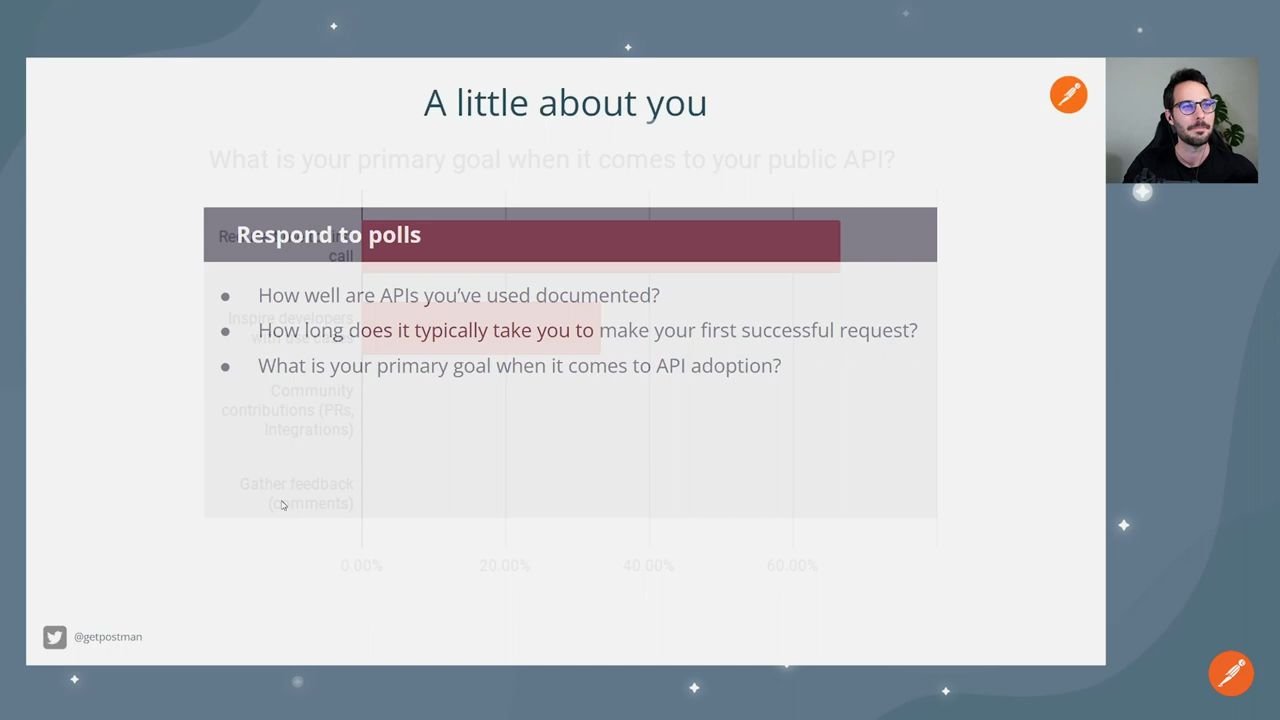 A little about you
What is your primary goal when it comes to your public API?
Respond to polls
call
How well are APIs you’ve used documented?
Inspire developers
How long does it typically take you to make your first successful request?
What is your primary goal when it comes to API adoption?
Community
contributions (PRs,
Integrations)
Gather feedback
(comments)
0.00%
20.00%
40.00%
60.00%
@getpostman